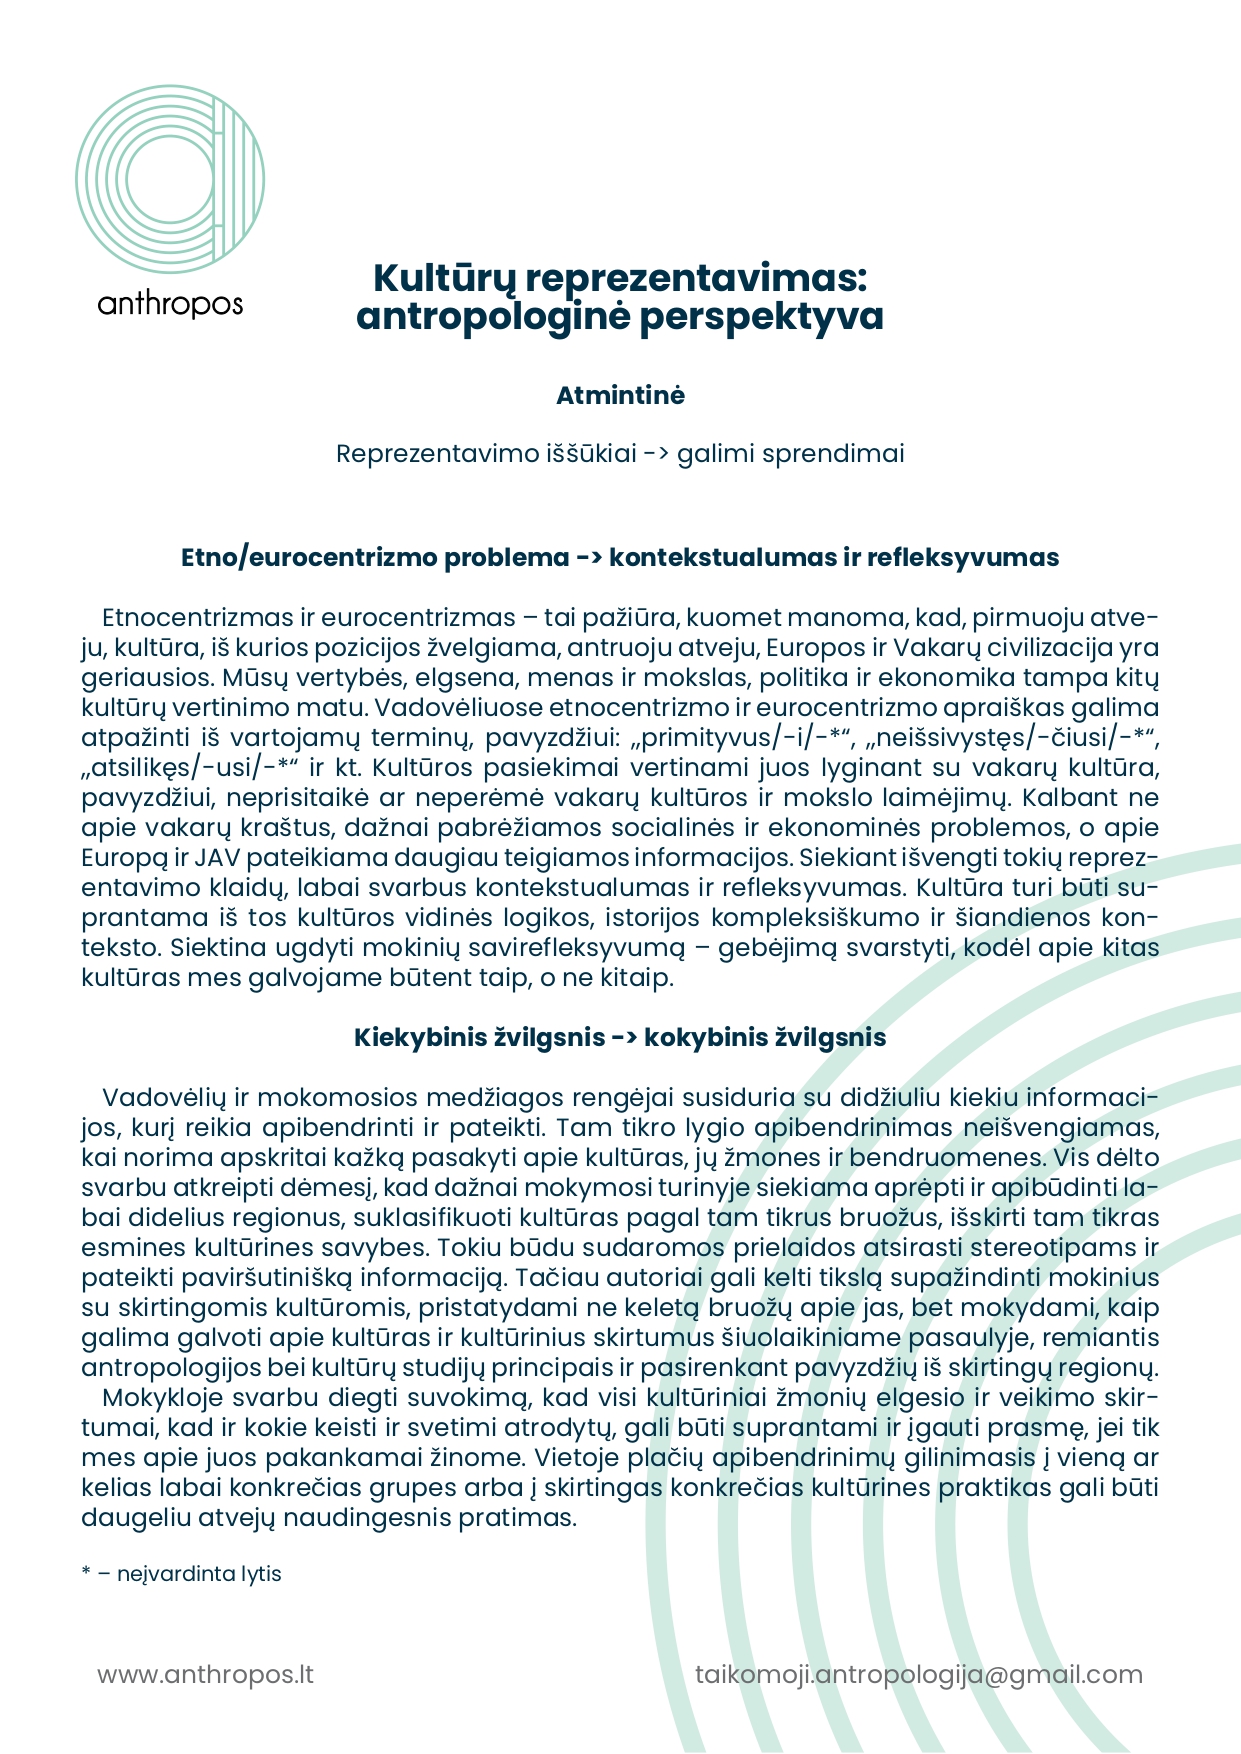 anthropos
Kultūrų reprezentavimas:
antropologinė perspektyva
Atmintinė
Reprezentavimo iššūkiai -> galimi sprendimai
Etno/eurocentrizmo problema -> kontekstualumas ir refleksyvumas
Etnocentrizmas ir eurocentrizmas – tai pažiūra, kuomet manoma, kad, pirmuoju atve-
ju, kultūra, iš kurios pozicijos žvelgiama, antruoju atveju, Europos ir Vakarų civilizacija yra
geriausios. Mūsų vertybės, elgsena, menas ir mokslas, politika ir ekonomika tampa kitų
kultūrų vertinimo matu. Vadovėliuose etnocentrizmo ir eurocentrizmo apraiškas galima
atpažinti iš vartojamų terminų, pavyzdžiui: „primityvus/-i/-*“, „neišsivystęs/-čiusi/-*“,
„atsilikęs/-usi/-*“ ir kt. Kultūros pasiekimai vertinami juos lyginant su vakarų kultūra,
pavyzdžiui, neprisitaikė ar neperėmė vakarų kultūros ir mokslo laimėjimų. Kalbant ne
apie vakarų kraštus, dažnai pabrėžiamos socialinės ir ekonominės problemos, o apie
Europą ir JAV pateikiama daugiau teigiamos informacijos. Siekiant išvengti tokių reprez-
entavimo klaidų, labai svarbus kontekstualumas ir refleksyvumas. Kultūra turi būti su-
prantama iš tos kultūros vidinės logikos, istorijos kompleksiškumo ir šiandienos kon-
teksto. Siektina ugdyti mokinių savirefleksyvumą – gebėjimą svarstyti, kodėl apie kitas
kultūras mes galvojame būtent taip, o ne kitaip.
Kiekybinis žvilgsnis -> kokybinis žvilgsnis
Vadovėlių ir mokomosios medžiagos rengėjai susiduria su didžiuliu kiekiu informaci-
jos, kurį reikia apibendrinti ir pateikti. Tam tikro lygio apibendrinimas neišvengiamas,
kai norima apskritai kažką pasakyti apie kultūras, jų žmones ir bendruomenes. Vis dėlto
svarbu atkreipti dėmesį, kad dažnai mokymosi turinyje siekiama aprėpti ir apibūdinti la-
bai didelius regionus, suklasifikuoti kultūras pagal tam tikrus bruožus, išskirti tam tikras
esmines kultūrines savybes. Tokiu būdu sudaromos prielaidos atsirasti stereotipams ir
pateikti paviršutinišką informaciją. Tačiau autoriai gali kelti tikslą supažindinti mokinius
su skirtingomis kultūromis, pristatydami ne keletą bruožų apie jas, bet mokydami, kaip
galima galvoti apie kultūras ir kultūrinius skirtumus šiuolaikiniame pasaulyje, remiantis
antropologijos bei kultūrų studijų principais ir pasirenkant pavyzdžių iš skirtingų regionų.
Mokykloje svarbu diegti suvokimą, kad visi kultūriniai žmonių elgesio ir veikimo skir-
tumai, kad ir kokie keisti ir svetimi atrodytų, gali būti suprantami ir įgauti prasmę, jei tik
mes apie juos pakankamai žinome. Vietoje plačių apibendrinimų gilinimasis į vieną ar
kelias labai konkrečias grupes arba į skirtingas konkrečias kultūrines praktikas gali būti
daugeliu atvejų naudingesnis pratimas.
* – neįvardinta lytis
www.anthropos.lt
taikomoji.antropologija@gmail.com